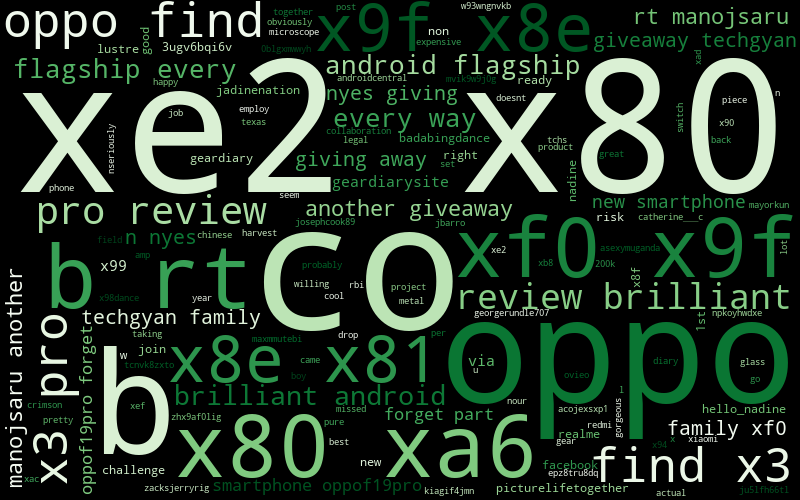 oppo find
x9f
x8e
rt manojsaru
giveaway techgyan
together
post
w93wngnvkb
obviously
microscope
expensive
non
good
lustre
3ugv6bqi6v
flagship every
android flagship
happy
androidcentral
ready
jadinenation
nyes giving
doesnt
piece
n
xe2
x80
job
employ
texas
every way
collaboration
legal
badabingdance
tchs
product
switch
x90
back
nseriously
geardiary
giving away
right
great
phone
seem
geardiarysite
set
nadine
new smartphone
pro review
another giveaway
risk
catherine___c
mayorkun
n nyes
field
chinese
harvest
josephcook89
jbarro
xf0
x9f
xe2
asexymuganda
lot
b
rt
co
x99
amp
probably
willing
rbi
cool
project
metal
xb8
200k
x8f
x98dance
year
review brilliant
techgyan family
georgerundle707
1st
npkoyhwdxe
oppo
manojsaru another
x3 pro
oppof19pro forget
taking
join
w
tcnvk8zxto
x8e
x81
maxmmutebi
drop
per
came
boy
via
u
ovieo
diary
glass
go
b
xef
crimson
pretty
brilliant android
l
zhx9af0lig
missed
nour
forget part
acojexsxp1
gorgeous
hello_nadine
x80
pure
best
xa6
redmi
realme
gear
x94
x
xiaomi
family xf0
challenge
new
facebook
epz8tru8dq
find x3
xac
zacksjerryrig
smartphone oppof19pro
kiagif4jmn
picturelifetogether
actual